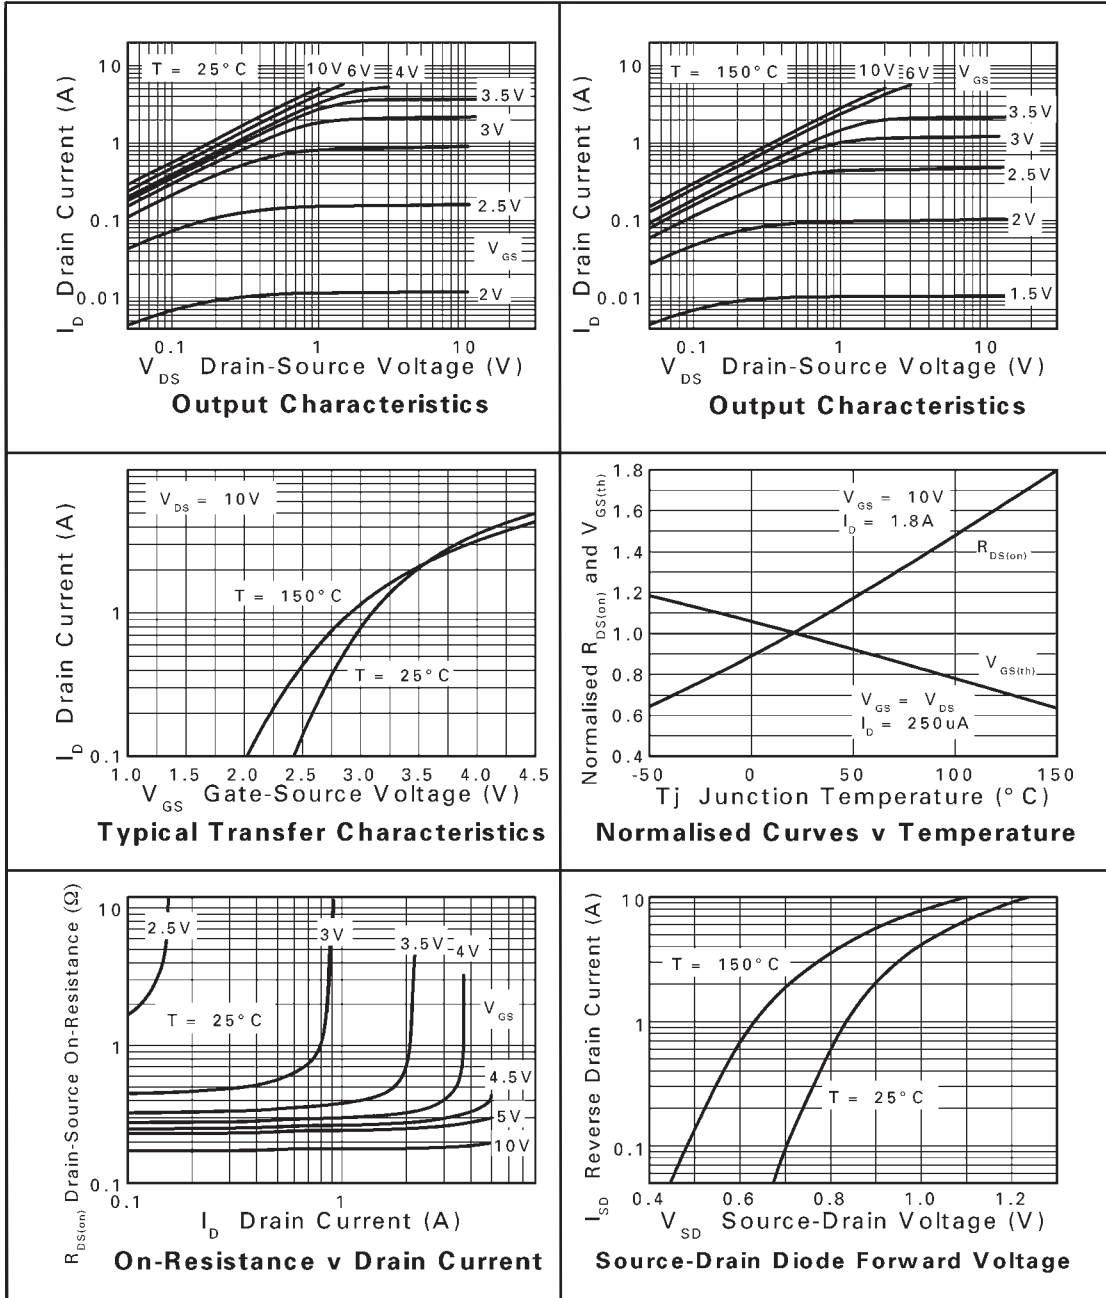 T = 25°C
10V 6V 4V
3.5V
3V
2.5V
V_GS
2V
10
1
0.1
0.01
I_D Drain Current (A)
0.1 1 10
V_DS Drain-Source Voltage (V)
Output Characteristics
T = 150°C
10V 6V
V_GS
3.5V
3V
2.5V
2V
1.5V
10
1
0.1
0.01
I_D Drain Current (A)
0.1 1 10
V_DS Drain-Source Voltage (V)
Output Characteristics
V_DS = 10V
T = 150°C
T = 25°C
1
0.1
I_D Drain Current (A)
1.0 1.5 2.0 2.5 3.0 3.5 4.0 4.5
V_GS Gate-Source Voltage (V)
Typical Transfer Characteristics
V_GS = 10V
I_D = 1.8A
R_DS(on)
V_GS(th)
V_GS = V_DS
I_D = 250uA
1.8
1.6
1.4
1.2
1.0
0.8
0.6
0.4
Normalised R_DS(on) and V_GS(th)
-50 0 50 100 150
Tj Junction Temperature (°C)
Normalised Curves v Temperature
2.5V
3V
3.5V
4V
T = 25°C
V_GS
4.5V
5V
10V
10
1
0.1
R_DS(on) Drain-Source On-Resistance (Ω)
0.1 1
I_D Drain Current (A)
On-Resistance v Drain Current
T = 150°C
T = 25°C
10
1
0.1
I_SD Reverse Drain Current (A)
0.4 0.6 0.8 1.0 1.2
V_SD Source-Drain Voltage (V)
Source-Drain Diode Forward Voltage